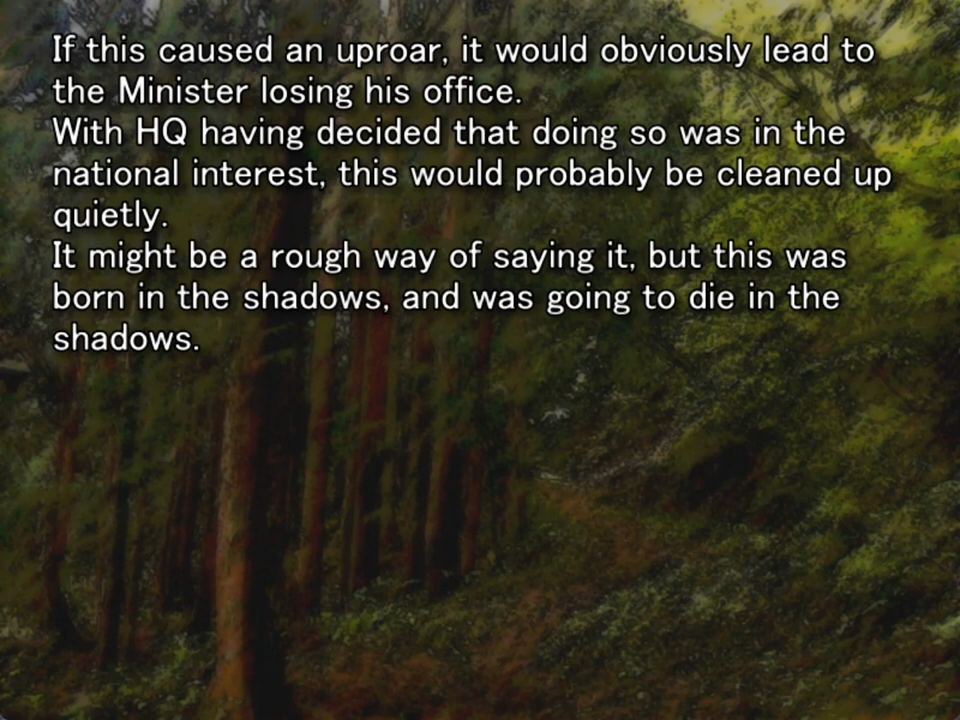 If this caused an uproar, it would obviously lead to
the Minister losing his office.
With HQ having decided that doing so was in the
national interest, this would probably be cleaned up
quietly.
It might be a rough way of saying it, but this was
born in the shadows, and was going to die in the
shadows.